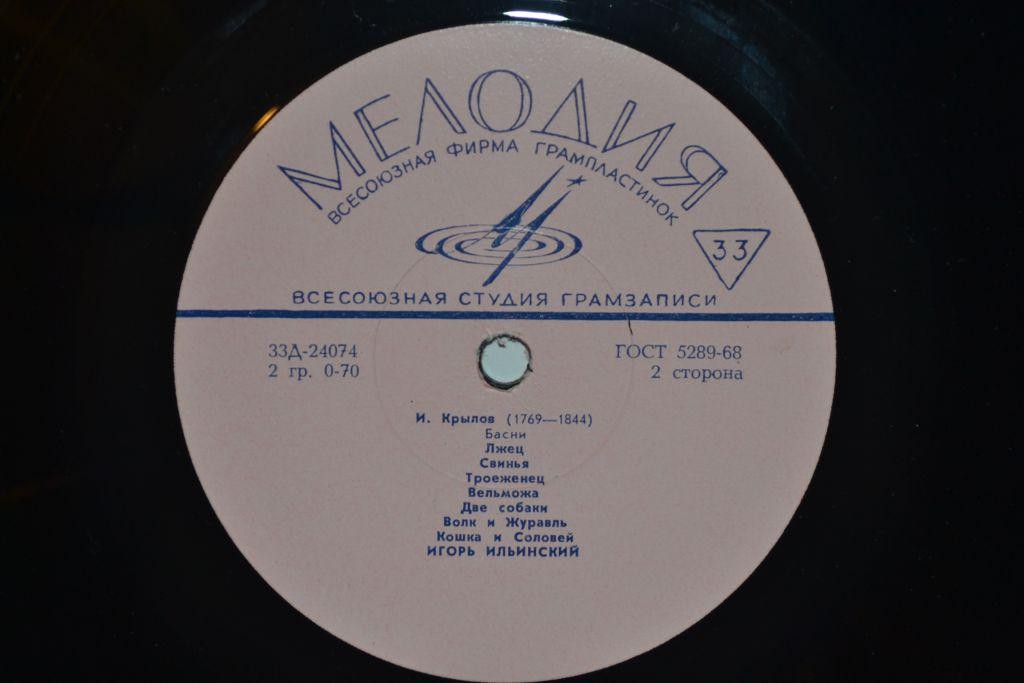 МЕЛОДИЯ
ВСЕСОЮЗНАЯ ФИРМА ГРАМПЛАСТИНОК
33
ВСЕСОЮЗНАЯ СТУДИЯ ГРАМЗАПИСИ
33Д-24074
2 гр. 0-70
ГОСТ 5289-68
2 сторона
И. Крылов (1769—1844)
Басни
Лжец
Свинья
Троеженец
Вельможа
Две собаки
Волк и Журавль
Кошка и Соловей
ИГОРЬ ИЛЬИНСКИЙ